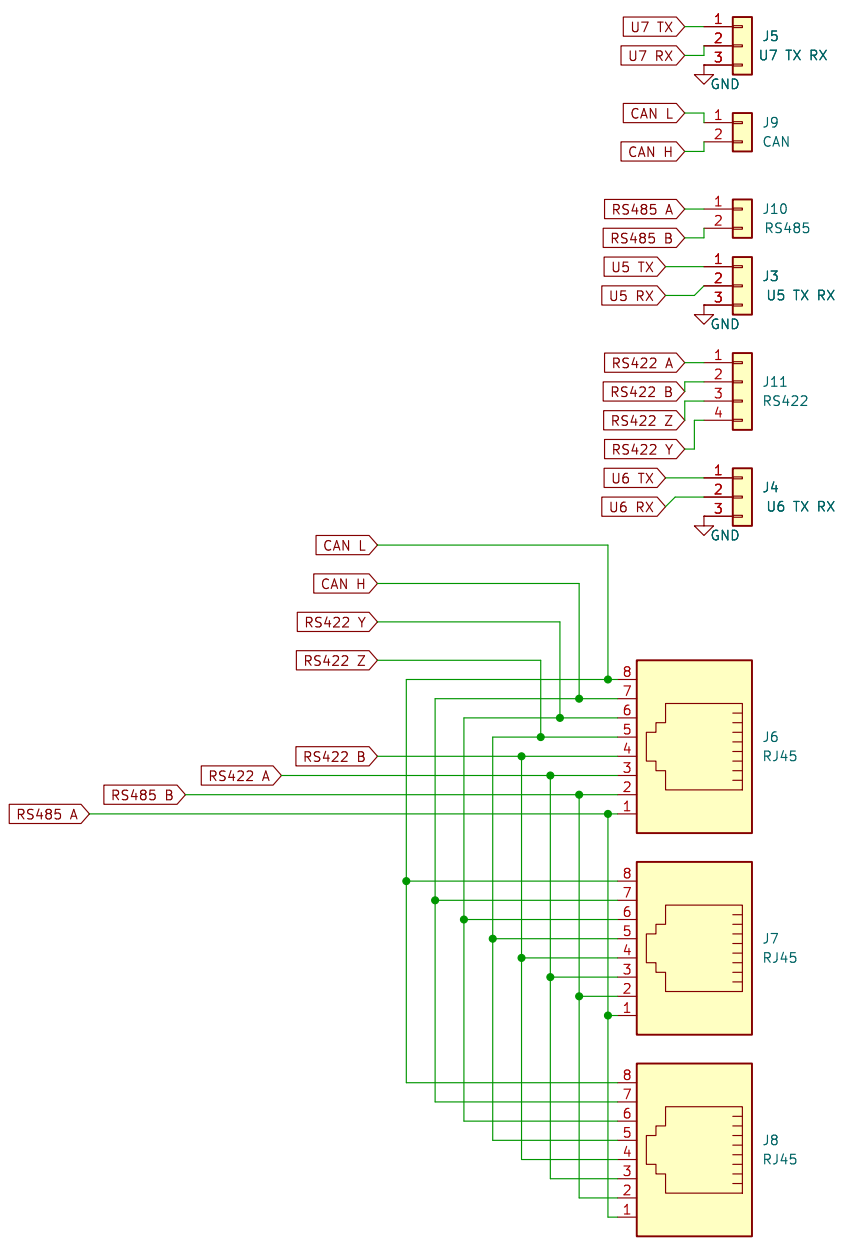 U7 TX 1 J5
U7 RX 2 U7 TX RX
3
GND
CAN L 1 J9
CAN H 2 CAN
RS485 A 1 J10
RS485 B 2 RS485
U5 TX 1 J3
U5 RX 2 U5 TX RX
3
GND
RS422 A 1 J11
RS422 B 2 RS422
RS422 Z 3
RS422 Y 4
U6 TX 1 J4
U6 RX 2 U6 TX RX
3
GND
CAN L
CAN H
RS422 Y
RS422 Z
8
7
6
5 J6
RS422 B 4 RJ45
RS422 A 3
RS485 B 2
RS485 A 1
8
7
6
5 J7
4 RJ45
3
2
1
8
7
6
5 J8
4 RJ45
3
2
1